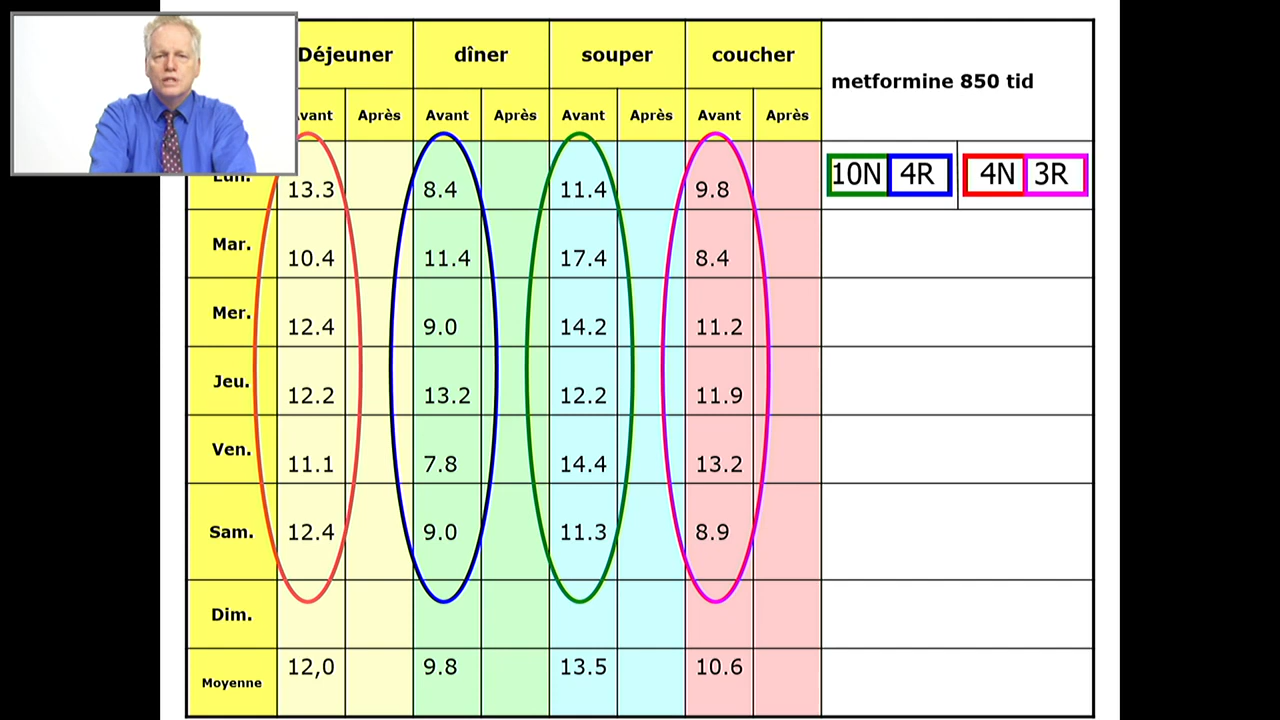 Déjeuner dîner souper coucher metformine 850 tid
Avant Après Avant Après Avant Après Avant Après
Lun. 13.3 8.4 11.4 9.8 10N 4R 4N 3R
Mar. 10.4 11.4 17.4 8.4
Mer. 12.4 9.0 14.2 11.2
Jeu. 12.2 13.2 12.2 11.9
Ven. 11.1 7.8 14.4 13.2
Sam. 12.4 9.0 11.3 8.9
Dim.
Moyenne 12,0 9.8 13.5 10.6